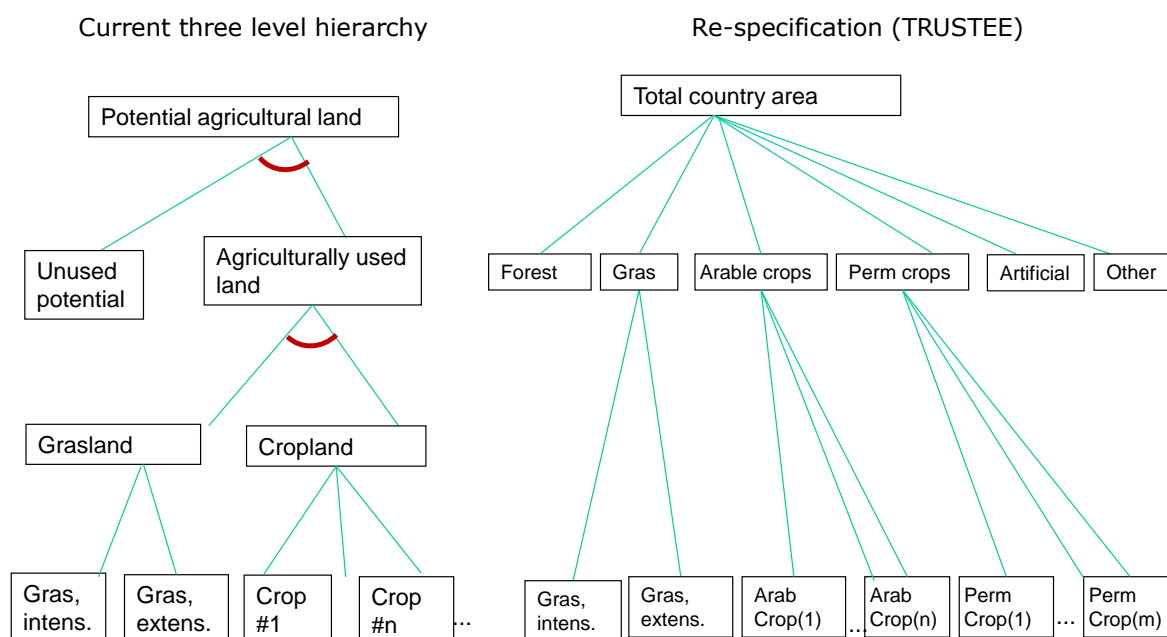 Current three level hierarchy
Re-specification (TRUSTEE)
Potential agricultural land
Total country area
Unused
potential
Agriculturally used
land
Forest
Gras
Arable crops
Perm crops
Artificial
Other
Grasland
Cropland
Gras,
intens.
Gras,
extens.
Crop
#1
Crop
#n
...
Gras,
intens.
Gras,
extens.
Arab
Crop(1)
...
Arab
Crop(n)
Perm
Crop(1)
...
Perm
Crop(m)